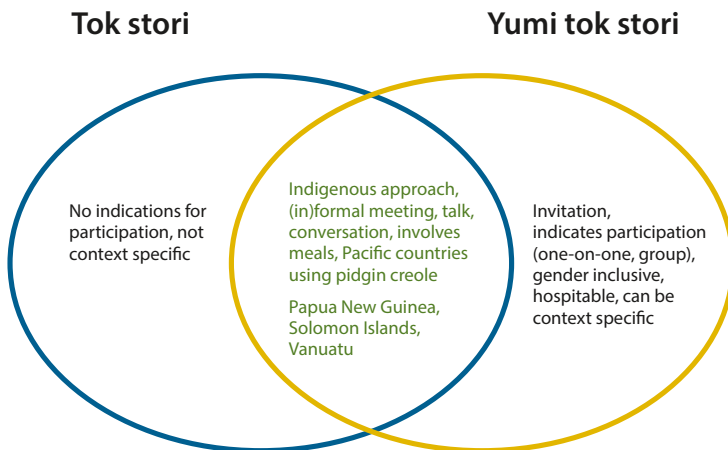 Tok stori
Yumi tok stori
No indications for
participation, not
context specific
Indigenous approach,
(in)formal meeting, talk,
conversation, involves
meals, Pacific countries
using pidgin creole
Papua New Guinea,
Solomon Islands,
Vanuatu
Invitation,
indicates participation
(one-on-one, group),
gender inclusive,
hospitable, can be
context specific